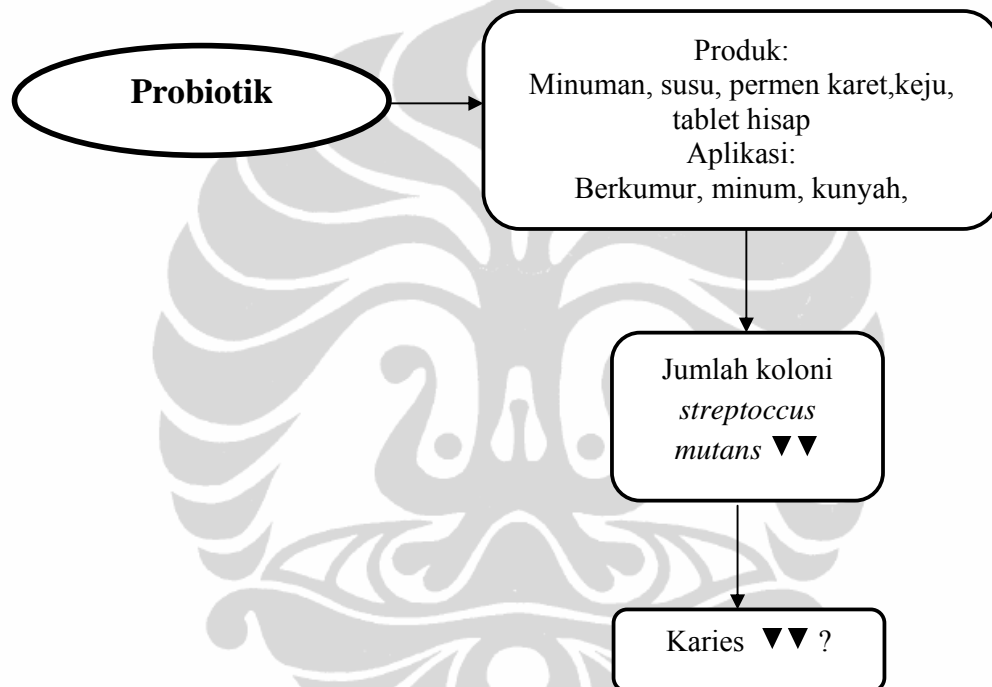 Probiotik
Produk:
Minuman, susu, permen karet,keju,
tablet hisap
Aplikasi:
Berkumur, minum, kunyah,
Jumlah koloni
streptoccus
mutans ▼▼
Karies ▼▼ ?